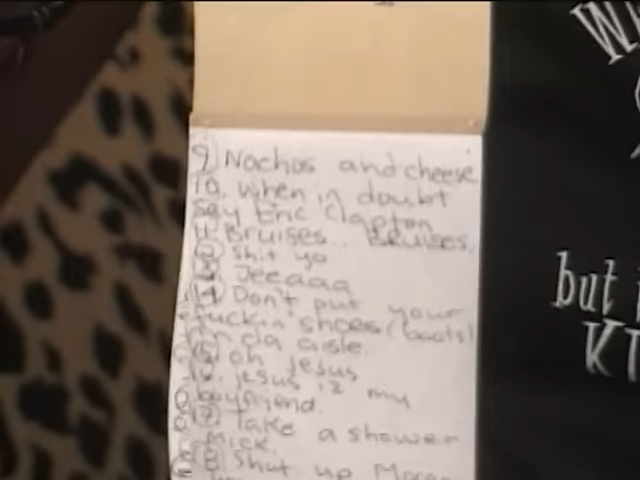 9) Nachos and cheese
10. When in doubt
say Eric Clapton
11. Bruises.. Bruises.
12 Shit yo
13. Jeeaaa
14 Don't put your
fuckin' shoes (boots)
in da aisle.
15 oh Jesus
16. Jesus iz my
boyfriend.
17 Take a shower
Mick.
18 Shut up
but